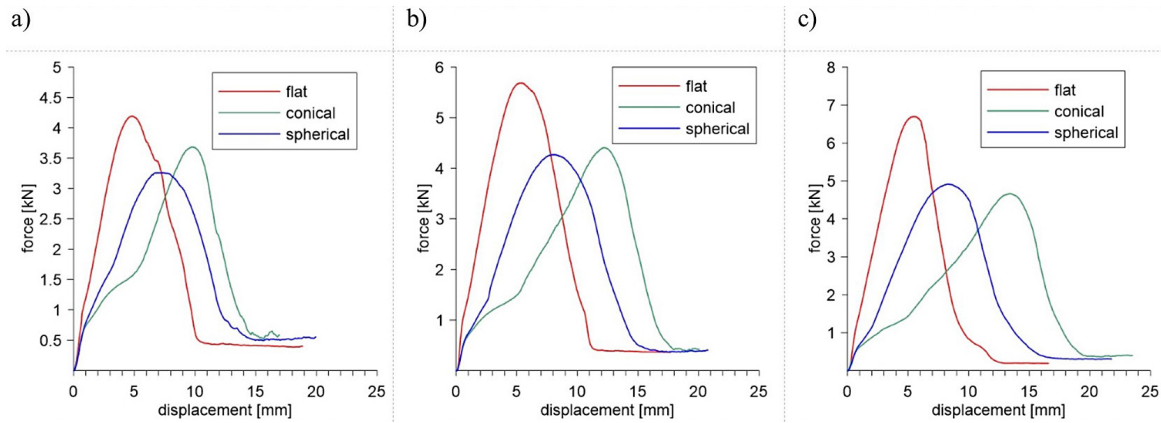 a)
5
4.5
4
3.5
3
2.5
2
1.5
1
0.5
force [kN]
flat
conical
spherical
0 5 10 15 20 25
displacement [mm]
b)
6
5
4
3
2
1
force [kN]
flat
conical
spherical
0 5 10 15 20 25
displacement [mm]
c)
8
7
6
5
4
3
2
1
force [kN]
flat
conical
spherical
0 5 10 15 20 25
displacement [mm]